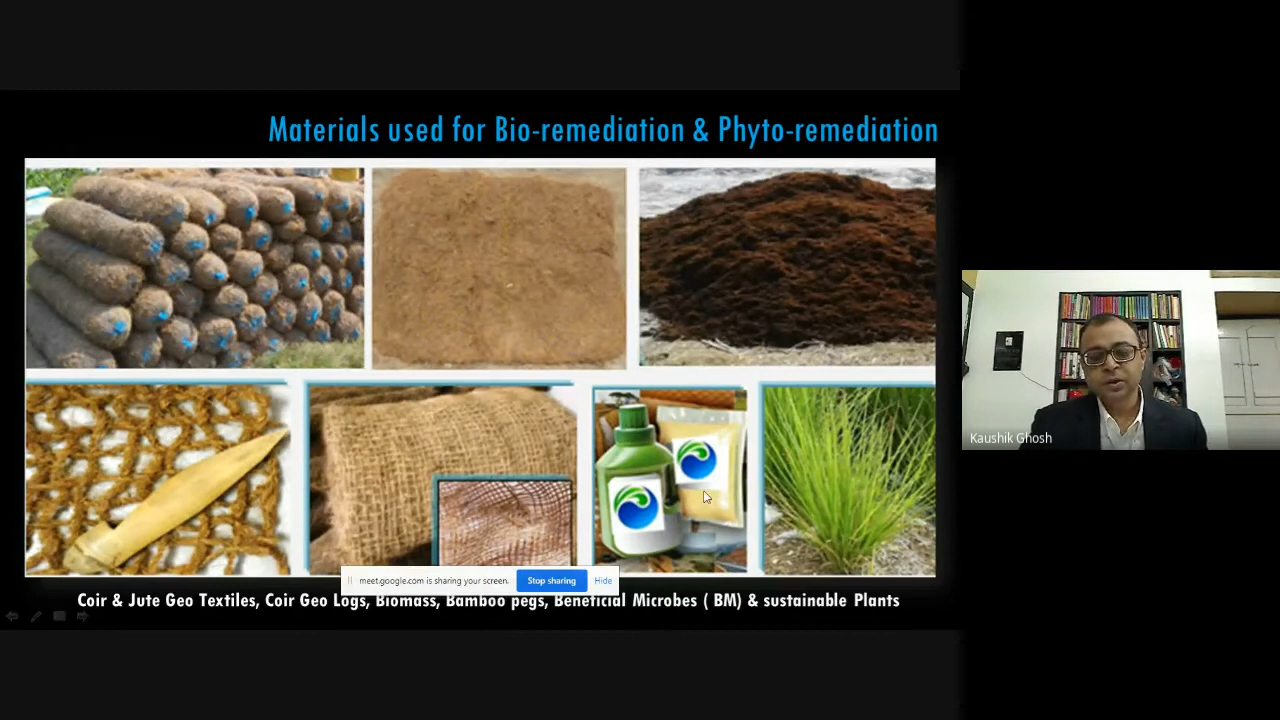 Materials used for Bio-remediation & Phyto-remediation
Kaushik Ghosh
meet.google.com is sharing your screen.
Stop sharing
Hide
Coir & Jute Geo Textiles, Coir Geo Logs, Biomass, Bamboo pegs, Beneficial Microbes ( BM) & sustainable Plants